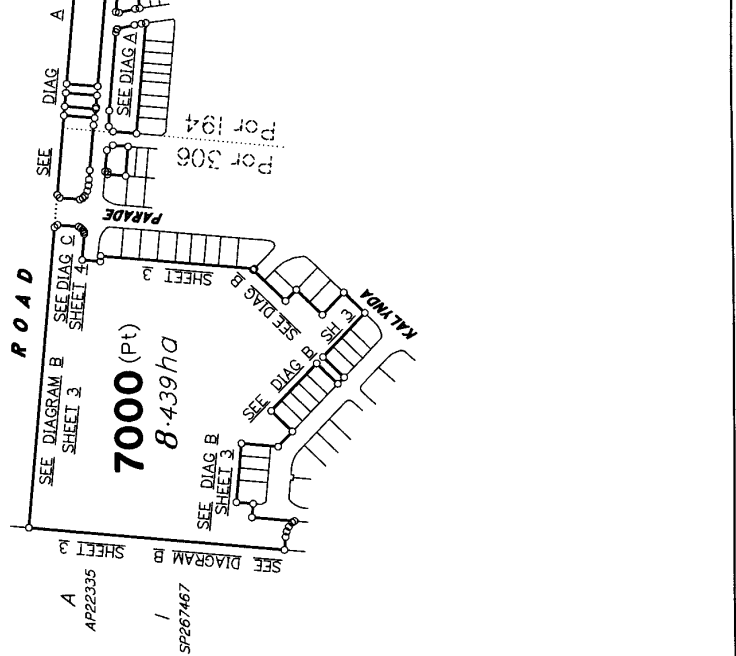 A
DIAG
SEE
SEE DIAG A
Por 194
Por 306
PARADE
ROAD
SEE DIAG C
SHEET 4
SHEET 3
SEE DIAG B
SH 3
KALYNDA
SEE DIAGRAM B
SHEET 3
7000 (Pt)
8·439ha
SEE DIAG B
SEE DIAG B
SHEET 3
SEE DIAGRAM B
SHEET 3
A
AP22335
1
SP267467